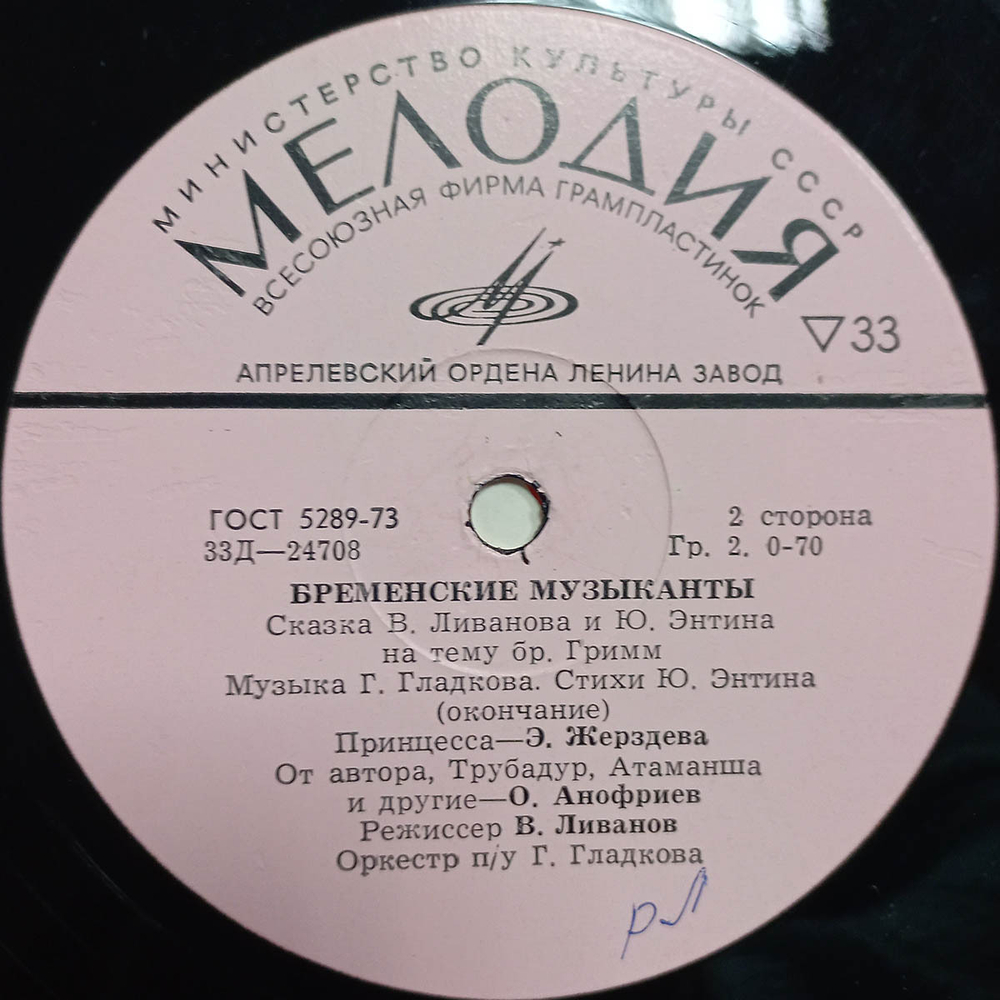 МИНИСТЕРСТВО КУЛЬТУРЫ СССР
МЕЛОДИЯ
ВСЕСОЮЗНАЯ ФИРМА ГРАМПЛАСТИНОК
▽33
АПРЕЛЕВСКИЙ ОРДЕНА ЛЕНИНА ЗАВОД
ГОСТ 5289-73 2 сторона
33Д—24708 Гр. 2. 0-70
БРЕМЕНСКИЕ МУЗЫКАНТЫ
Сказка В. Ливанова и Ю. Энтина
на тему бр. Гримм
Музыка Г. Гладкова. Стихи Ю. Энтина
(окончание)
Принцесса—Э. Жерздева
От автора, Трубадур, Атаманша
и другие—О. Анофриев
Режиссер В. Ливанов
Оркестр п/у Г. Гладкова